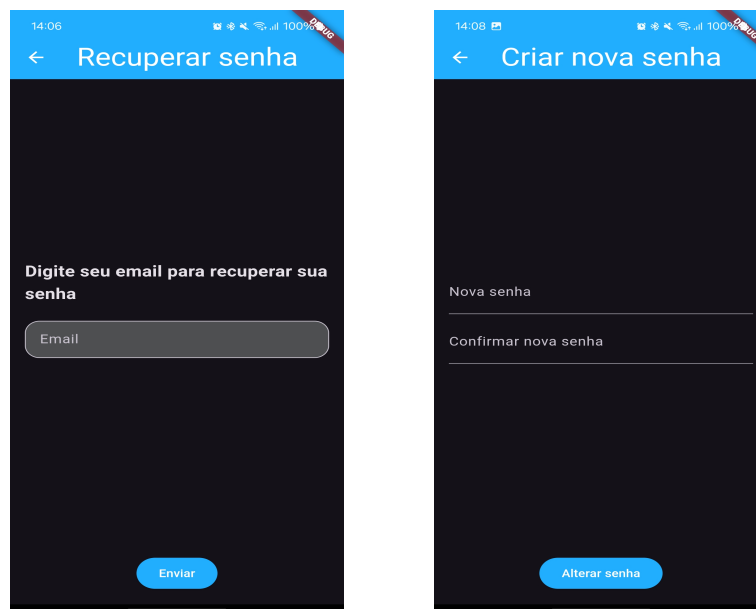 14:06
100%
DEBUG
Recuperar senha
Digite seu email para recuperar sua
senha
Email
Enviar
14:08
100%
DEBUG
Criar nova senha
Nova senha
Confirmar nova senha
Alterar senha